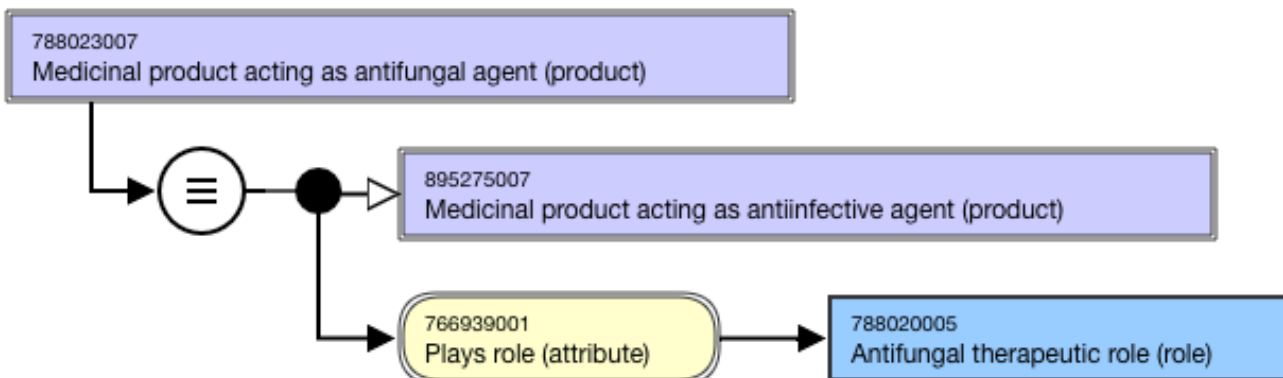 788023007
Medicinal product acting as antifungal agent (product)
895275007
Medicinal product acting as antiinfective agent (product)
766939001
Plays role (attribute)
788020005
Antifungal therapeutic role (role)